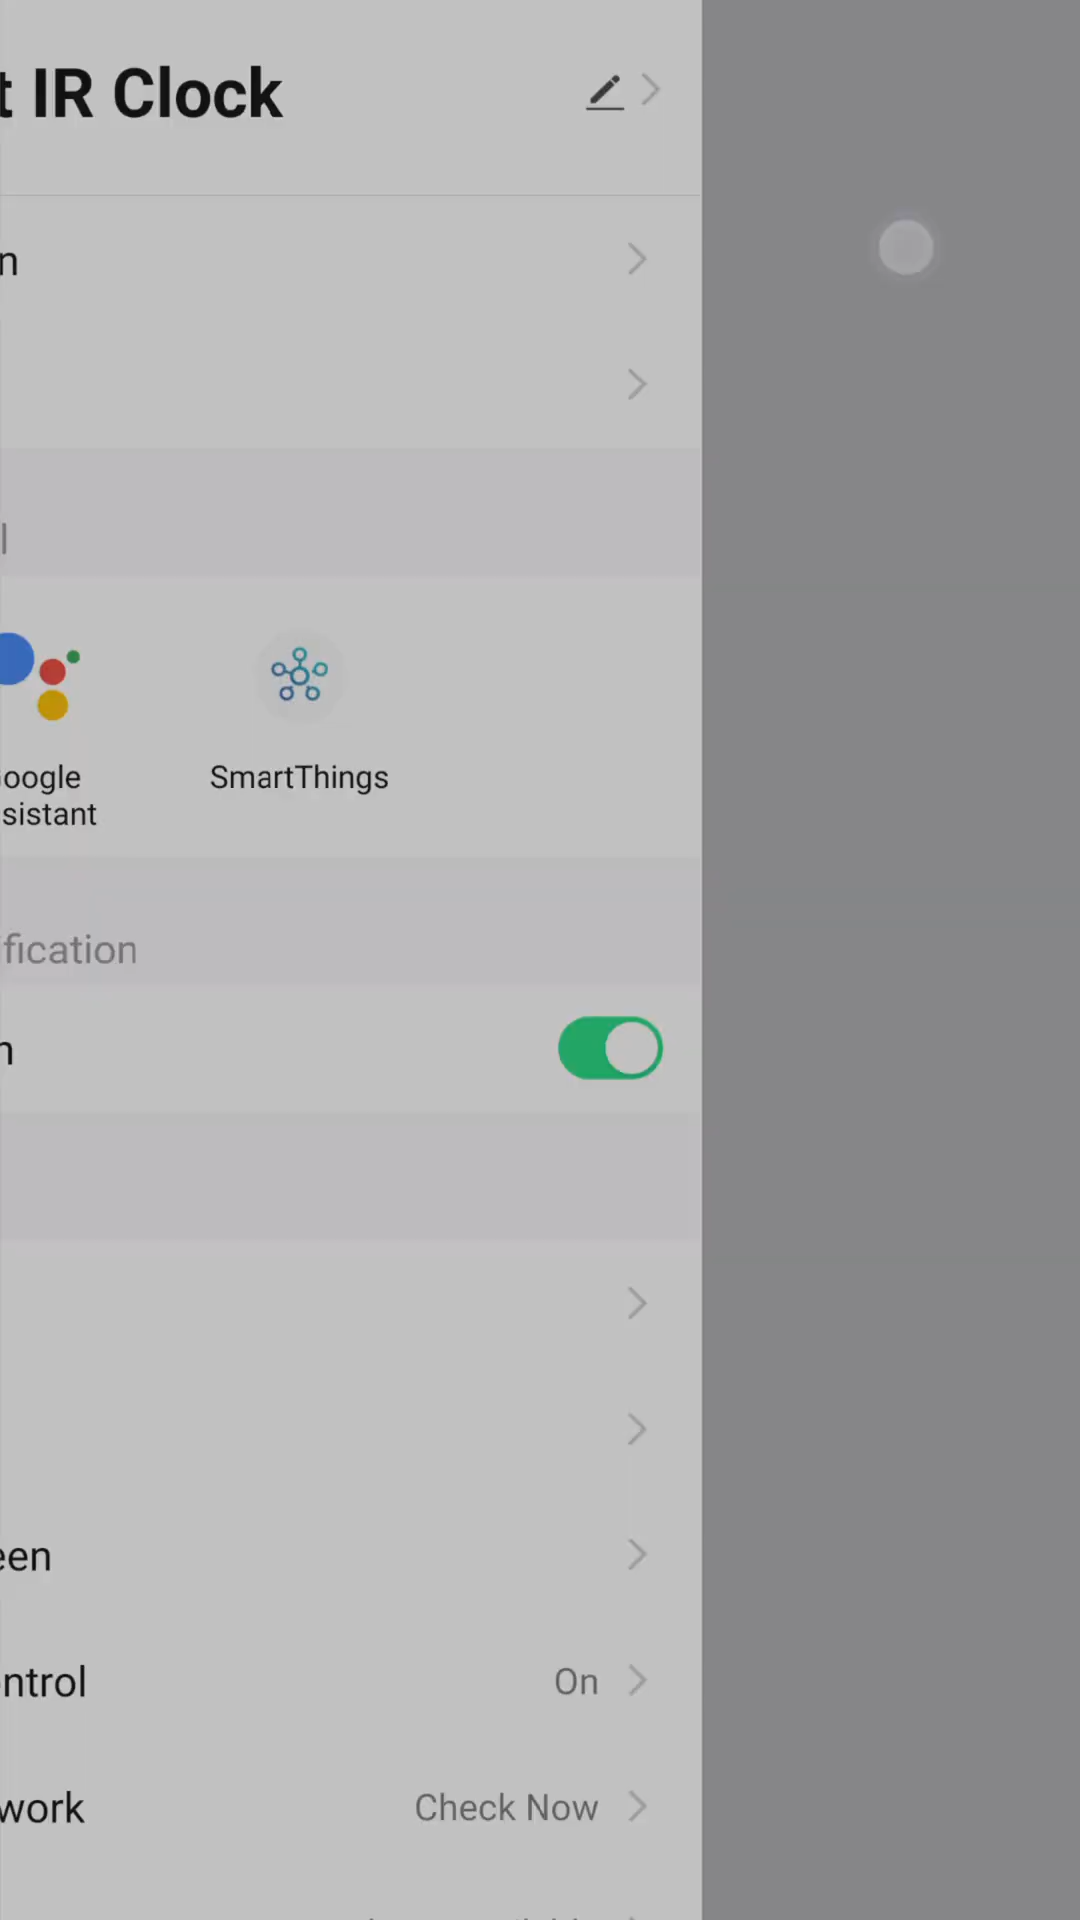 t IR Clock
n
l
oogle
sistant
SmartThings
fication
n
een
ntrol
On
work
Check Now